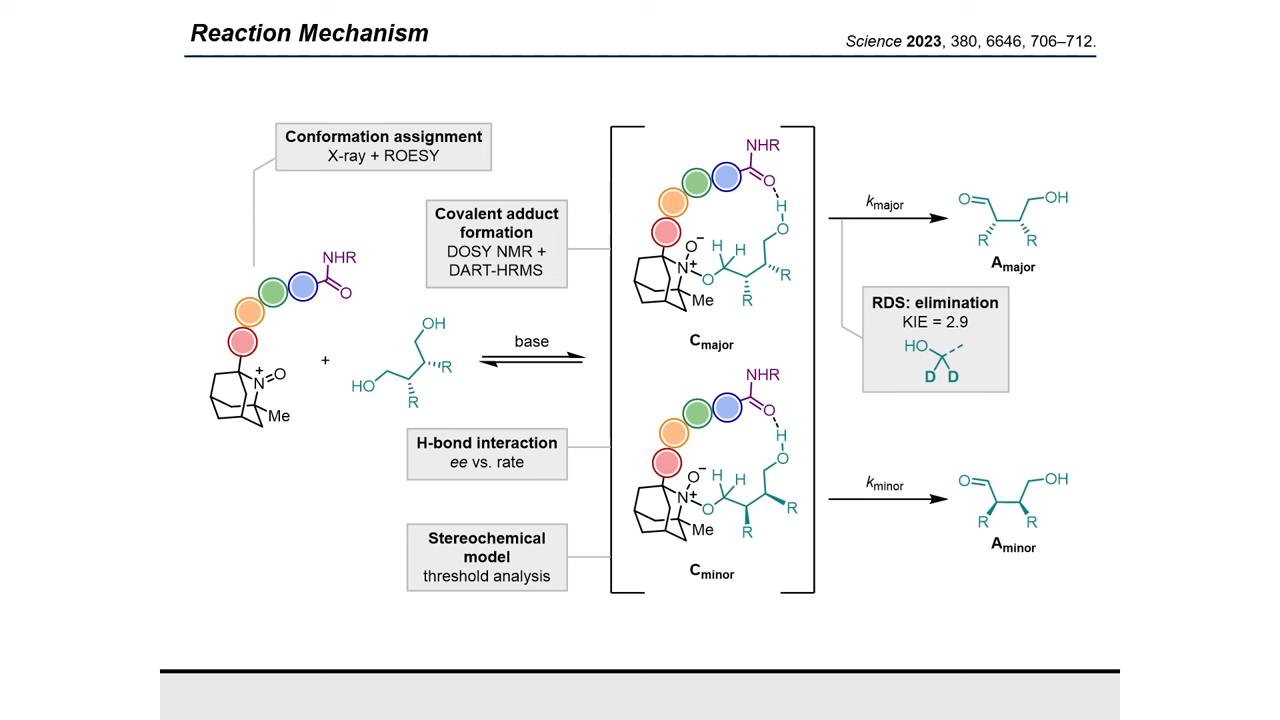 Reaction Mechanism
Science 2023, 380, 6646, 706–712.
Conformation assignment
X-ray + ROESY
Covalent adduct
formation
DOSY NMR +
DART-HRMS
NHR
O
N
+
O
Me
+
OH
HO
R
R
base
H-bond interaction
ee vs. rate
Stereochemical
model
threshold analysis
NHR
O
H
O
O−
H
H
N+
O
R
R
Me
Cmajor
NHR
O
H
O
O−
H
H
N+
O
R
R
Me
Cminor
kmajor
O
OH
R
R
Amajor
RDS: elimination
KIE = 2.9
HO
D D
kminor
O
OH
R
R
Aminor